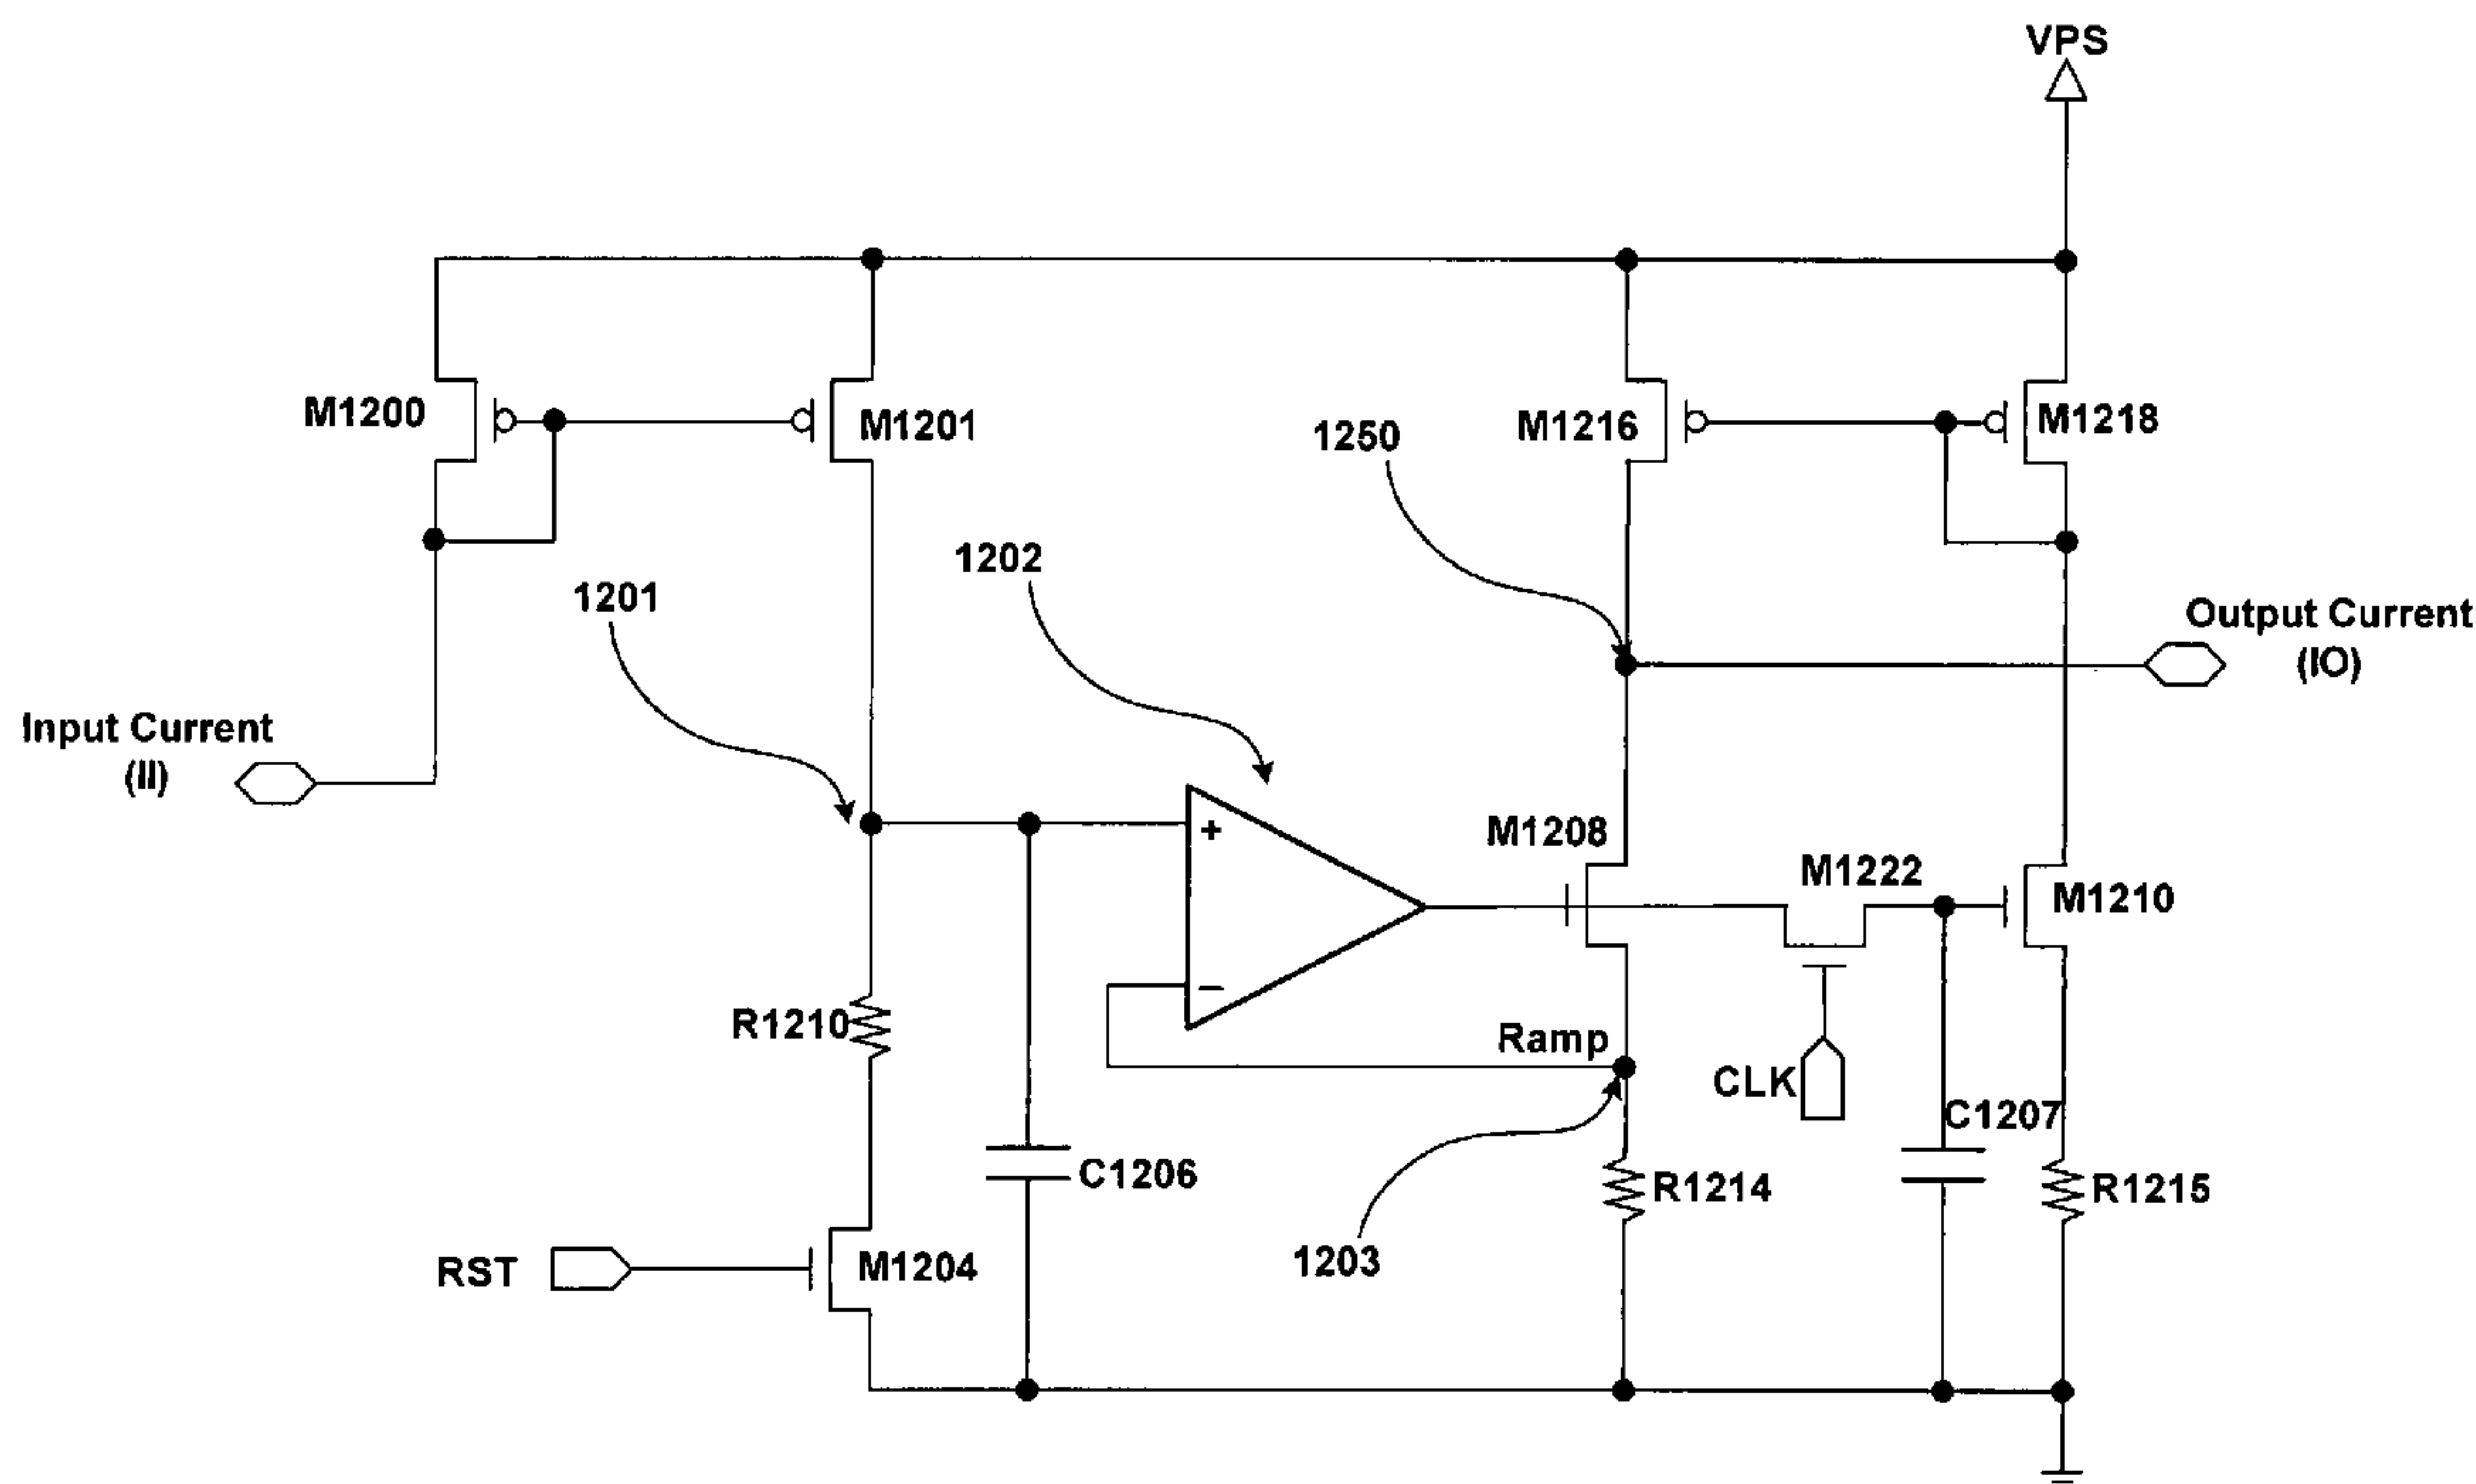 VPS
M1200
M1201
M1216
M1218
1250
1202
1201
Output Current
(IO)
Input Current
(II)
+
M1208
M1222
M1210
−
R1210
Ramp
CLK
C1207
C1206
R1214
R1215
1203
RST
M1204